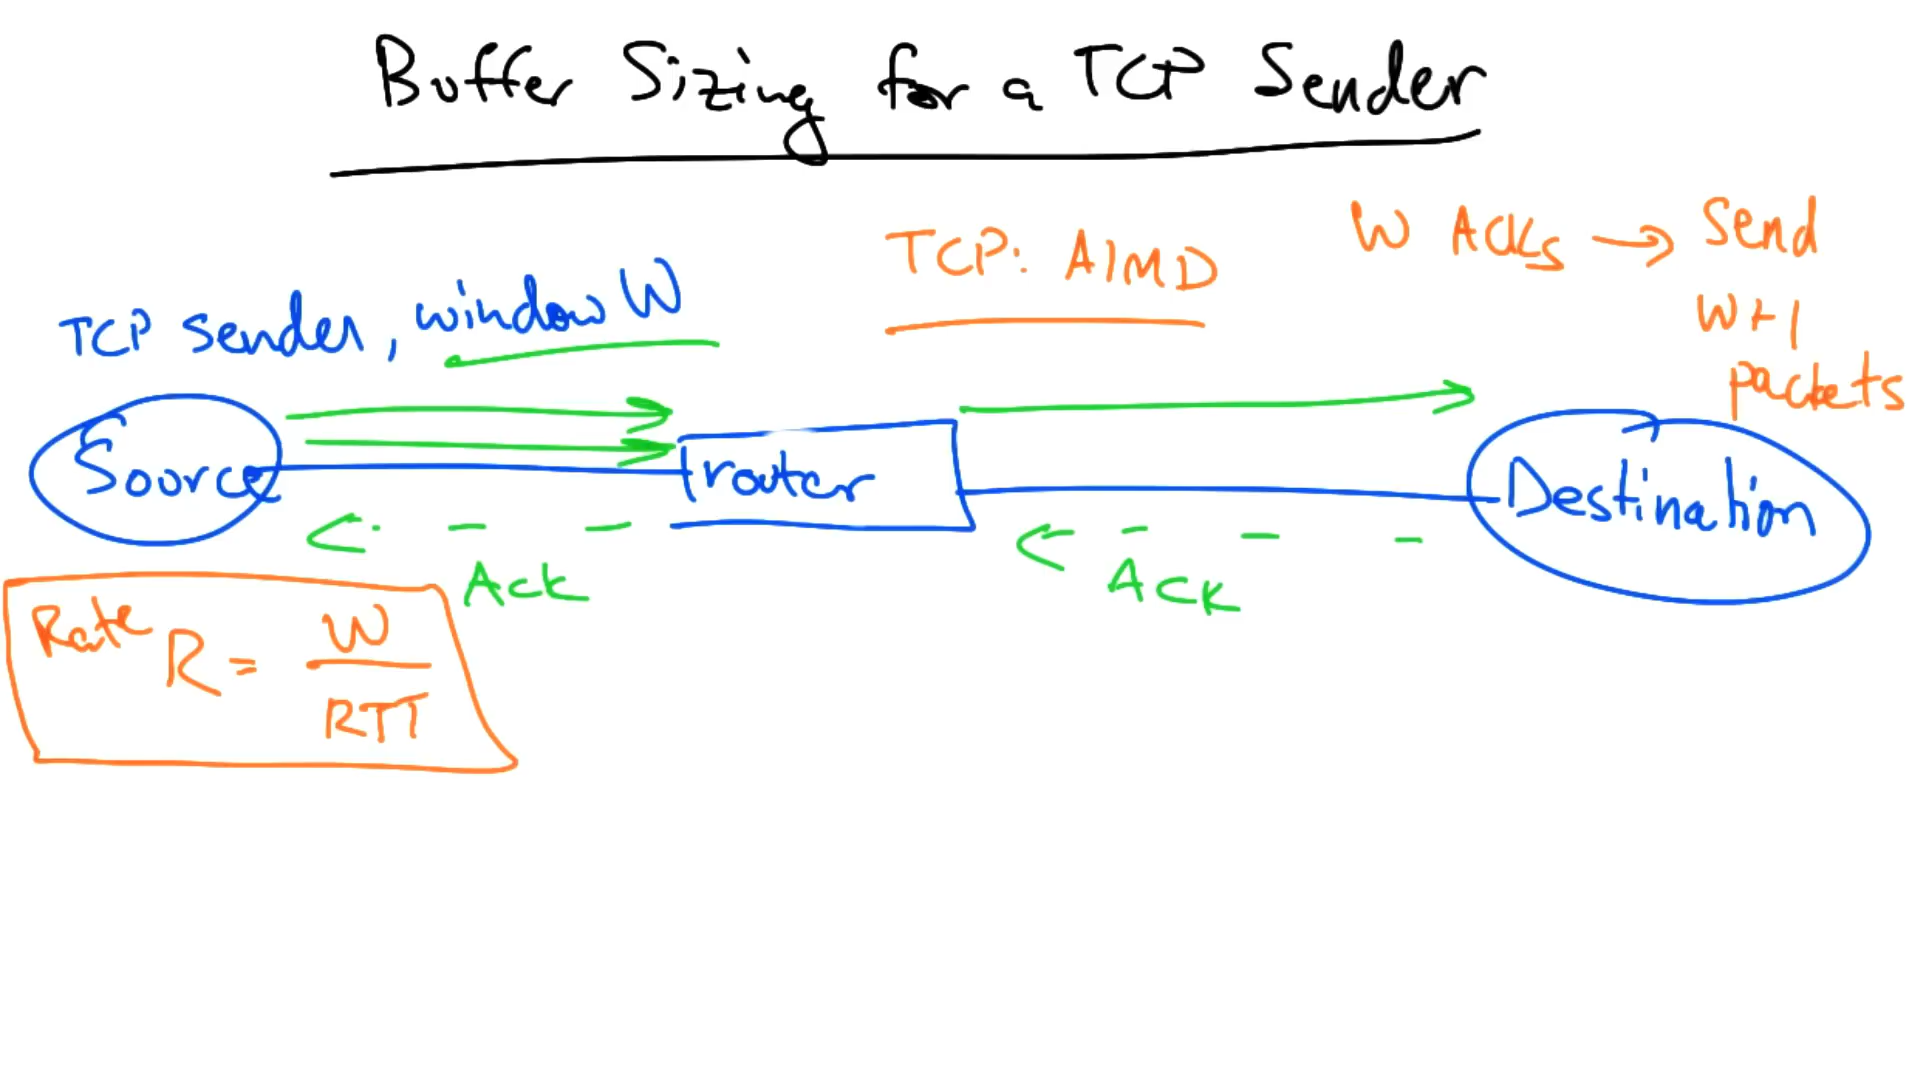 Buffer Sizing for a TCP Sender
TCP sender, window W
TCP: AIMD
W Acks → Send
W+1
packets
Source
router
Destination
Ack
Ack
Rate R = W
RTT